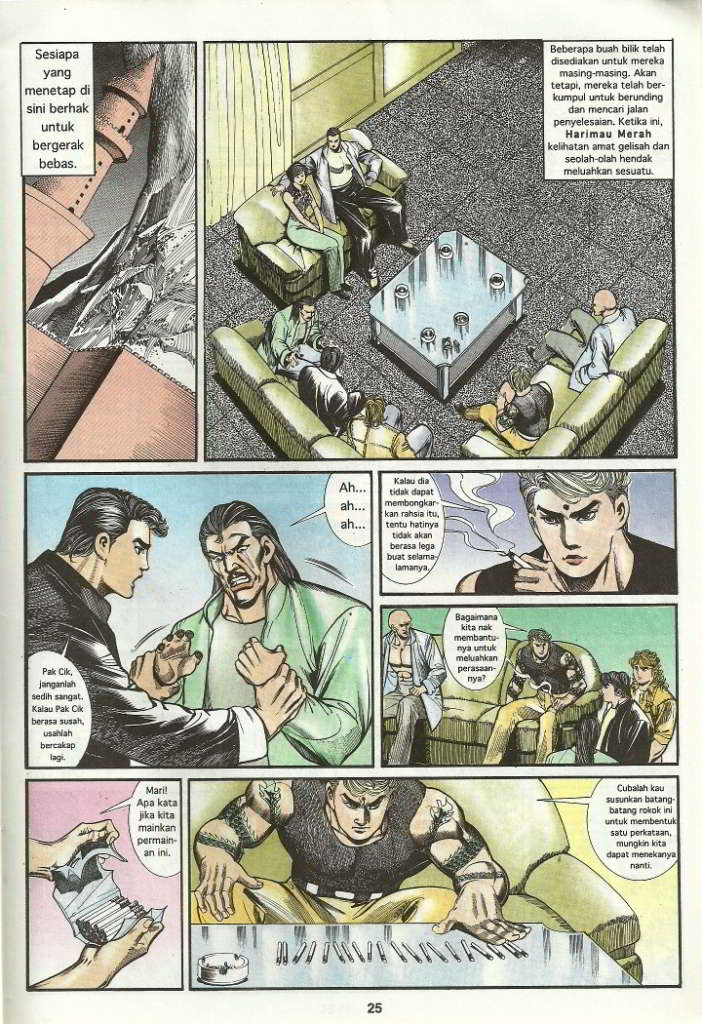 Sesiapa
yang
menetap di
sini berhak
untuk
bergerak
bebas.
Beberapa buah bilik telah
disediakan untuk mereka
masing-masing. Akan
tetapi, mereka telah ber-
kumpul untuk berunding
dan mencari jalan
penyelesaian. Ketika ini,
Harimau Merah
kelihatan amat gelisah dan
seolah-olah hendak
meluahkan sesuatu.
Ah...
ah...
ah...
Pak Cik,
janganlah
sedih sangat.
Kalau Pak Cik
berasa susah,
usahlah
bercakap
lagi.
Kalau dia
tidak dapat
membongkar-
kan rahsia itu,
tentu hatinya
tidak akan
berasa lega
buat selama-
lamanya.
Bagaimana
kita nak
membantu-
nya untuk
meluahkan
perasaan-
nya?
Mari!
Apa kata
jika kita
mainkan
permain-
an ini.
Cubalah kau
susunkan batang-
batang rokok ini
untuk membentuk
satu perkataan,
mungkin kita
dapat menekanya
nanti.
25